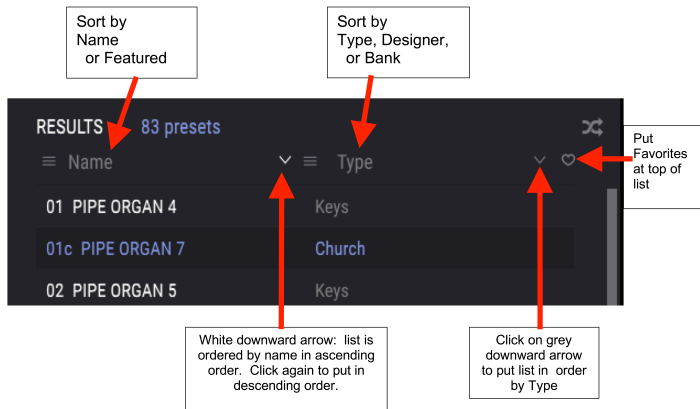 Sort by
Name
or Featured
Sort by
Type, Designer,
or Bank
RESULTS 83 presets
Name Type
Put
Favorites
at top of
list
01 PIPE ORGAN 4 Keys
01c PIPE ORGAN 7 Church
02 PIPE ORGAN 5 Keys
White downward arrow: list is
ordered by name in ascending
order. Click again to put in
descending order.
Click on grey
downward arrow
to put list in order
by Type